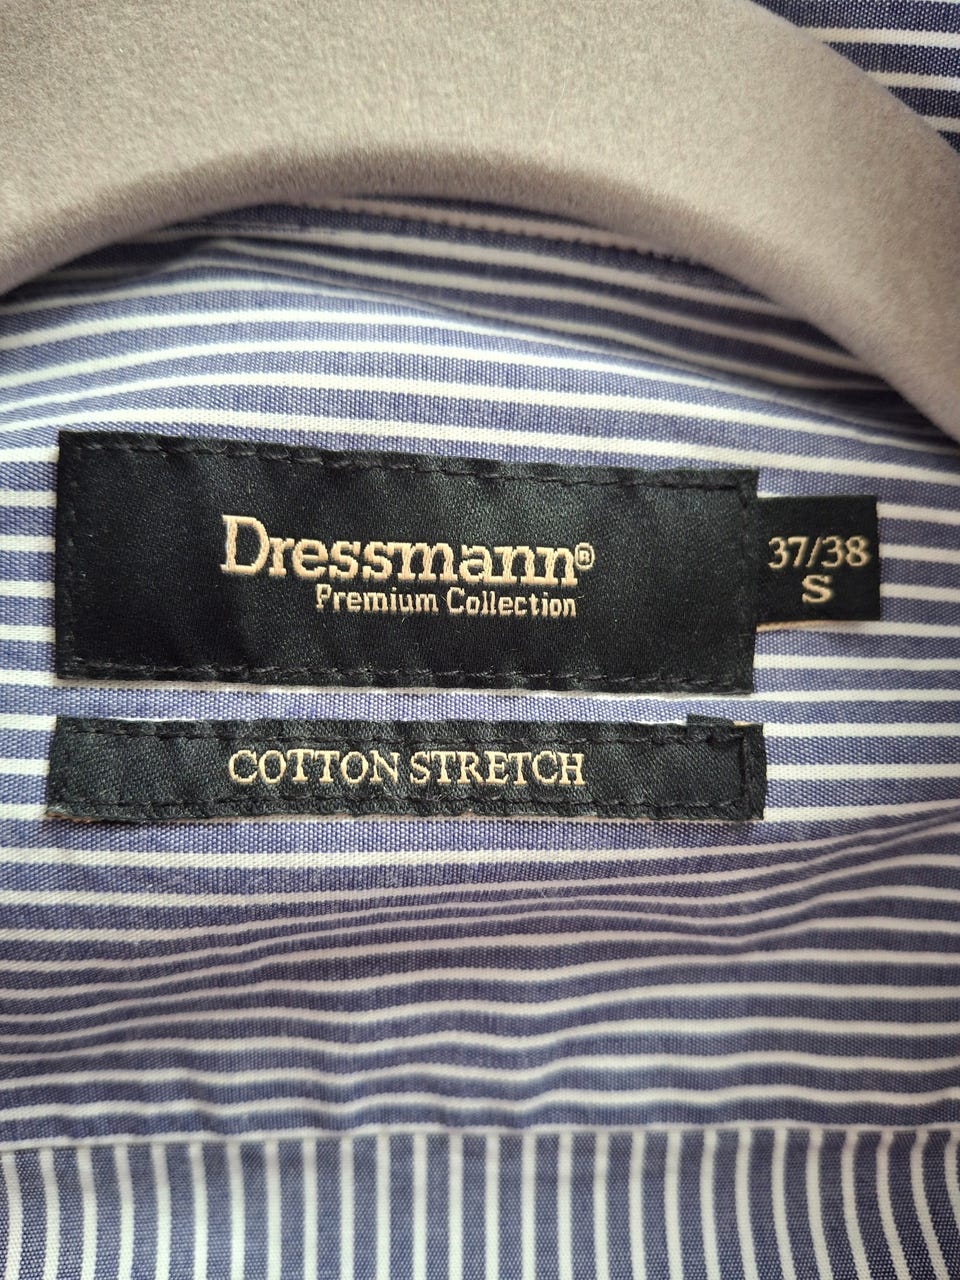 Dressmann®
Premium Collection
37/38
S
COTTON STRETCH